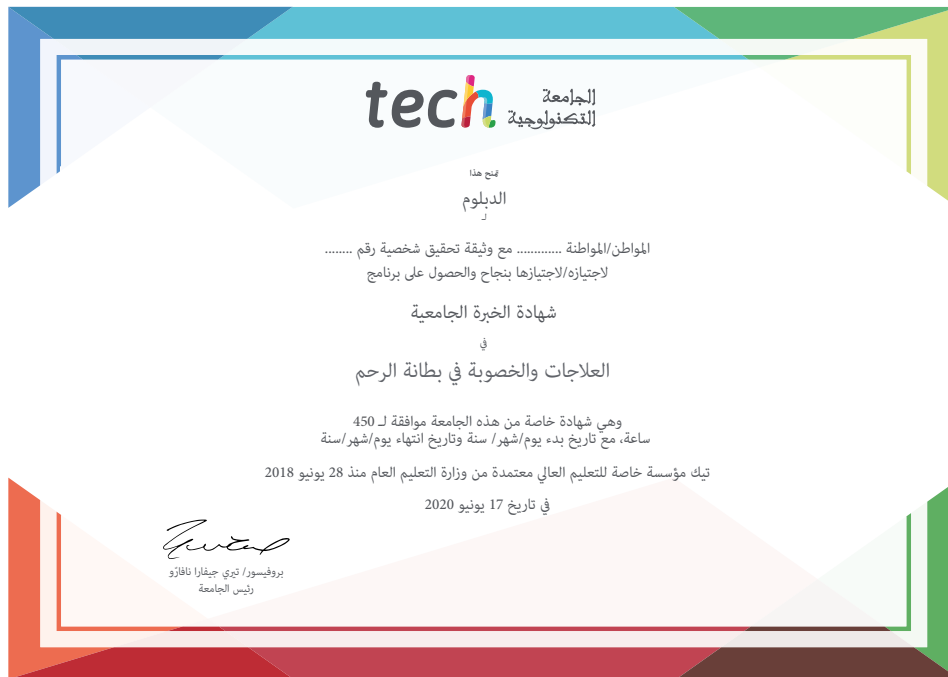 tech الجامعة
التكنولوجية
يمنح هذا
الدبلوم
لـ
المواطن/المواطنة ............. مع وثيقة تحقيق شخصية رقم ........
لاجتيازه/لاجتيازها بنجاح والحصول على برنامج
شهادة الخبرة الجامعية
في
العلاجات والخصوبة في بطانة الرحم
وهي شهادة خاصة من هذه الجامعة موافقة لـ 450
ساعة، مع تاريخ بدء يوم/شهر/ سنة وتاريخ انتهاء يوم/شهر/سنة
تيك مؤسسة خاصة للتعليم العالي معتمدة من وزارة التعليم العام منذ 28 يونيو 2018
في تاريخ 17 يونيو 2020
بروفيسور/ تيري جيفارا نافارّو
رئيس الجامعة